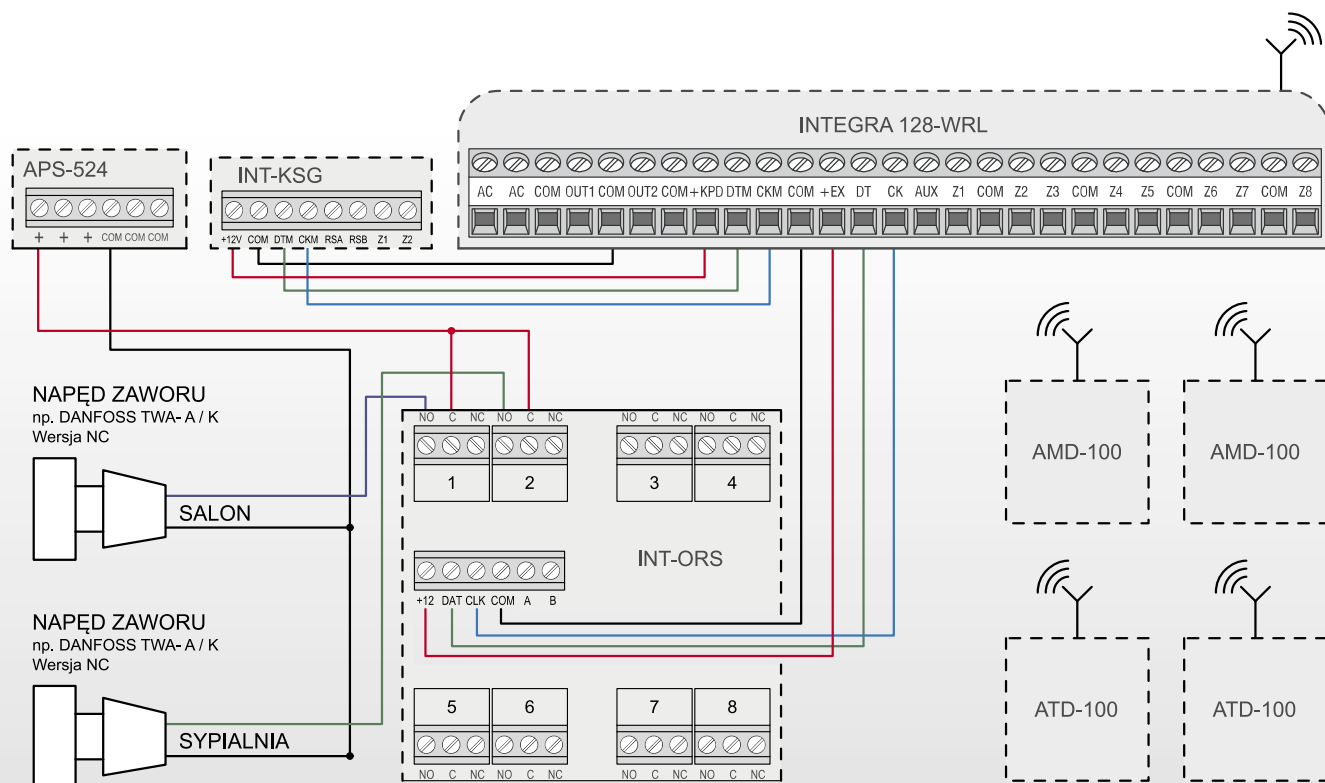 INTEGRA 128-WRL
AC AC COM OUT1 COM OUT2 COM +KPD DTM CKM COM +EX DT CK AUX Z1 COM Z2 Z3 COM Z4 Z5 COM Z6 Z7 COM Z8
APS-524
+ + + COM COM COM
INT-KSG
+12V COM DTM CKM RSA RSB Z1 Z2
NAPĘD ZAWORU
np. DANFOSS TWA- A / K
Wersja NC
SALON
NO C NC NO C NC NO C NC NO C NC
1 2 3 4
INT-ORS
+12 DAT CLK COM A B
NAPĘD ZAWORU
np. DANFOSS TWA- A / K
Wersja NC
SYPIALNIA
5 6 7 8
NO C NC NO C NC NO C NC NO C NC
AMD-100 AMD-100
ATD-100 ATD-100